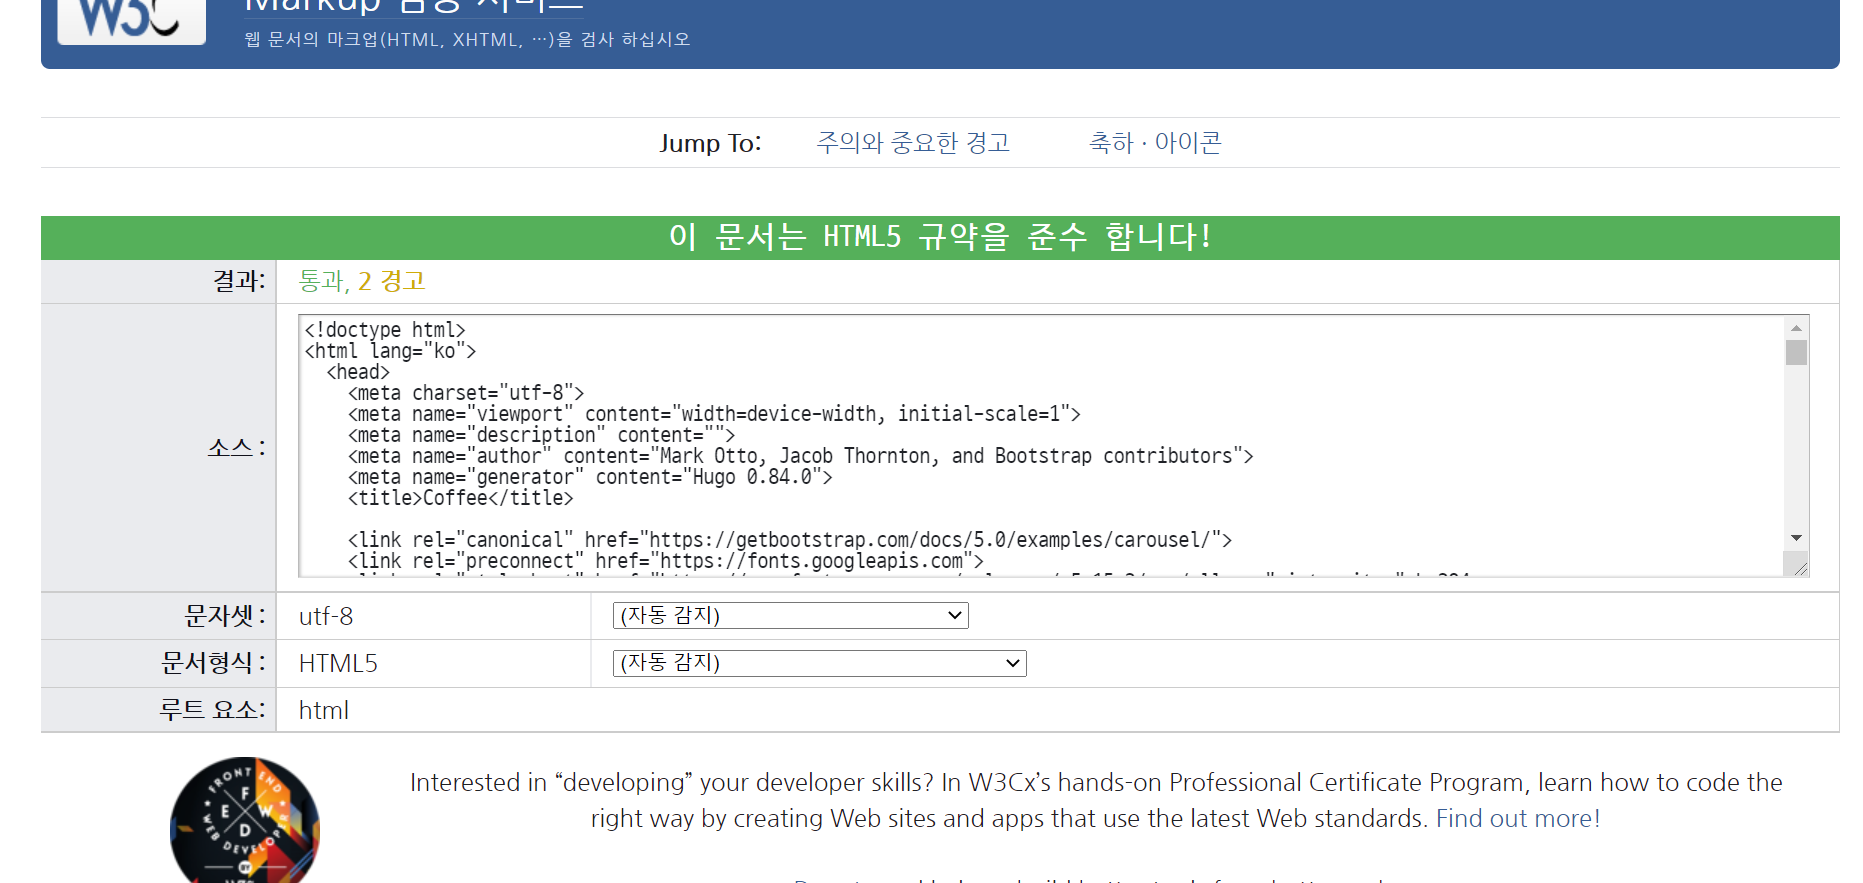 W3C
Markup 검증 서비스
웹 문서의 마크업(HTML, XHTML, …)을 검사 하십시오
Jump To: 주의와 중요한 경고 축하 · 아이콘
이 문서는 HTML5 규약을 준수 합니다!
결과: 통과, 2 경고
소스 :
<!doctype html>
<html lang="ko">
<head>
<meta charset="utf-8">
<meta name="viewport" content="width=device-width, initial-scale=1">
<meta name="description" content="">
<meta name="author" content="Mark Otto, Jacob Thornton, and Bootstrap contributors">
<meta name="generator" content="Hugo 0.84.0">
<title>Coffee</title>
<link rel="canonical" href="https://getbootstrap.com/docs/5.0/examples/carousel/">
<link rel="preconnect" href="https://fonts.googleapis.com">
문자셋 : utf-8 (자동 감지)
문서형식 : HTML5 (자동 감지)
루트 요소: html
FRONT END
F E W D
WEB DEVELOPER
BY
Interested in “developing” your developer skills? In W3Cx’s hands-on Professional Certificate Program, learn how to code the
right way by creating Web sites and apps that use the latest Web standards. Find out more!